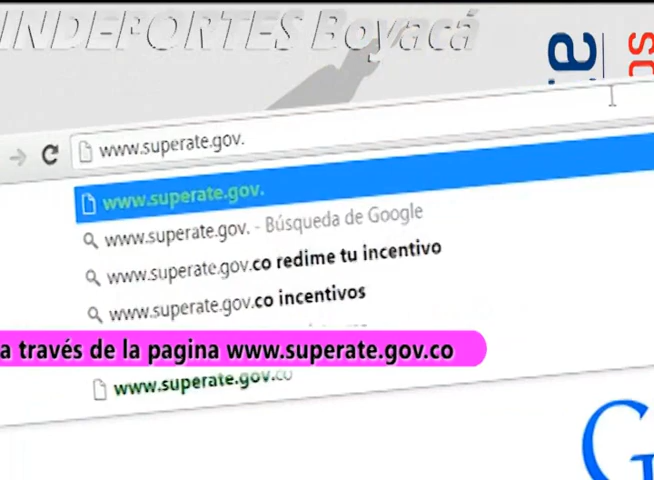 INDEPORTES Boyacá
www.superate.gov.
www.superate.gov.
www.superate.gov. - Búsqueda de Google
www.superate.gov.co redime tu incentivo
www.superate.gov.co incentivos
a través de la pagina www.superate.gov.co
www.superate.gov.co
G